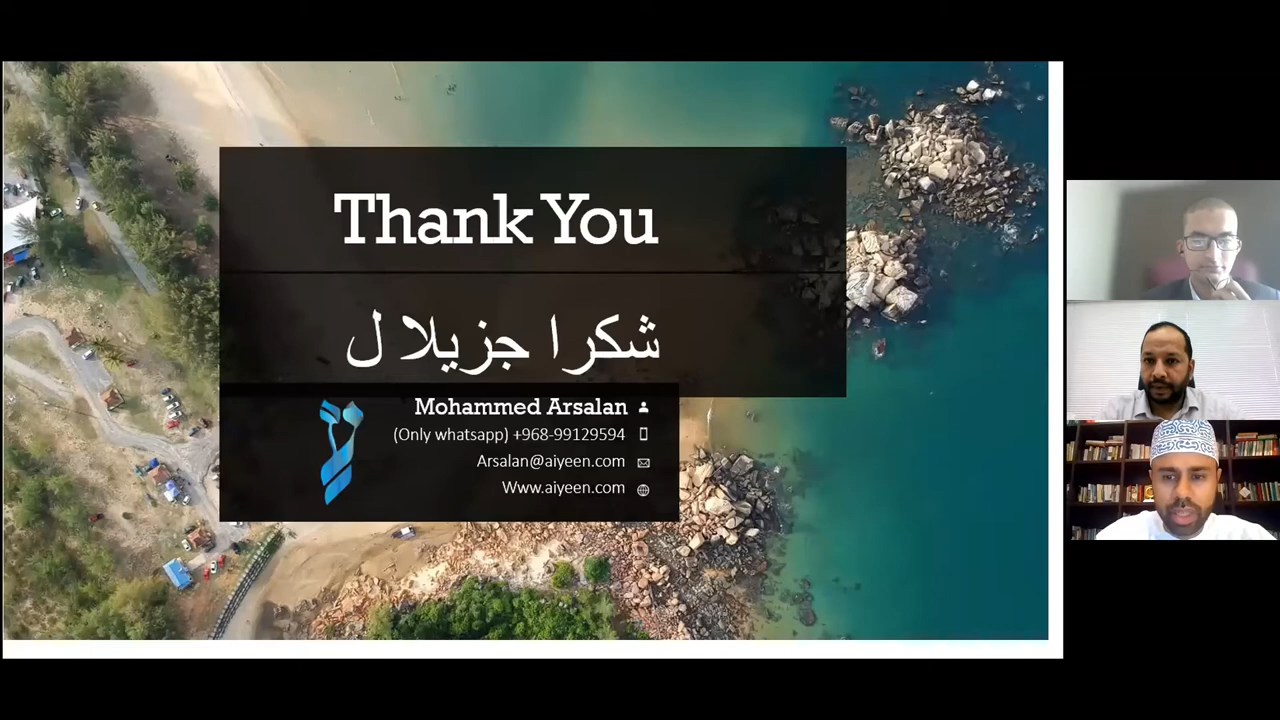 Thank You
شكرا جزيلا ل
Mohammed Arsalan
(Only whatsapp) +968-99129594
Arsalan@aiyeen.com
Www.aiyeen.com